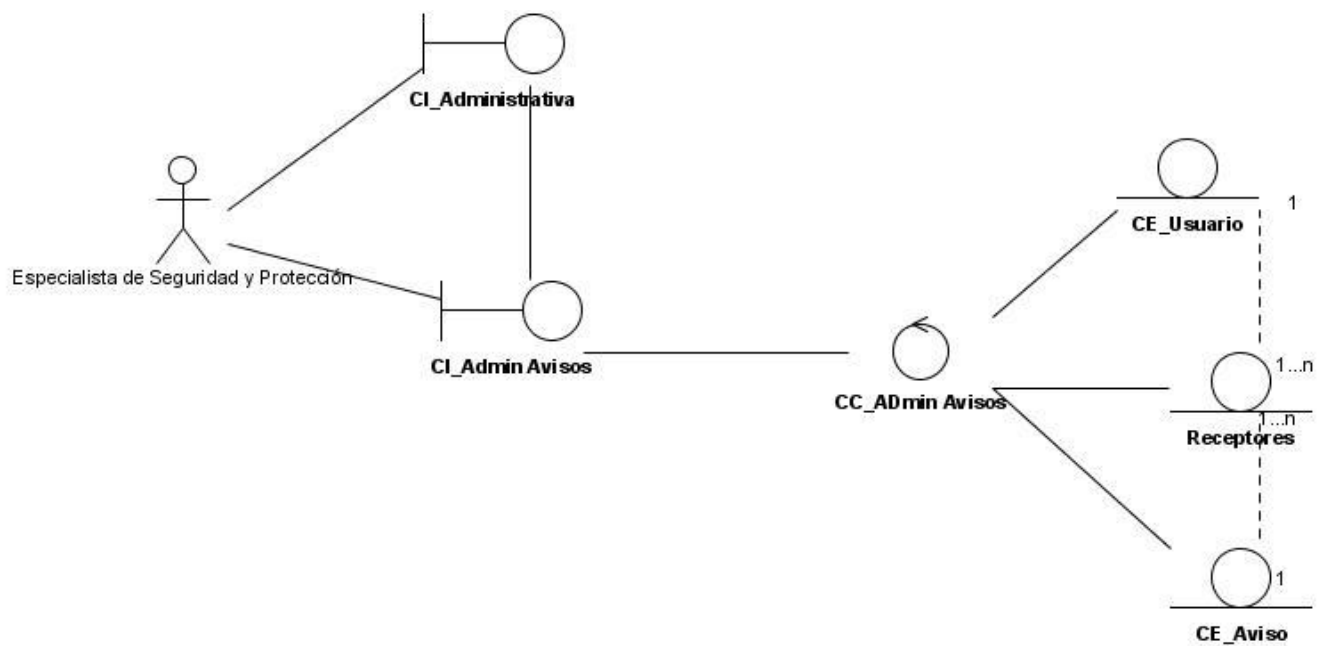 CI_Administrativa
Especialista de Seguridad y Protección
CI_Admin Avisos
CC_ADmin Avisos
CE_Usuario
1
1...n
1...n
Receptores
1
CE_Aviso